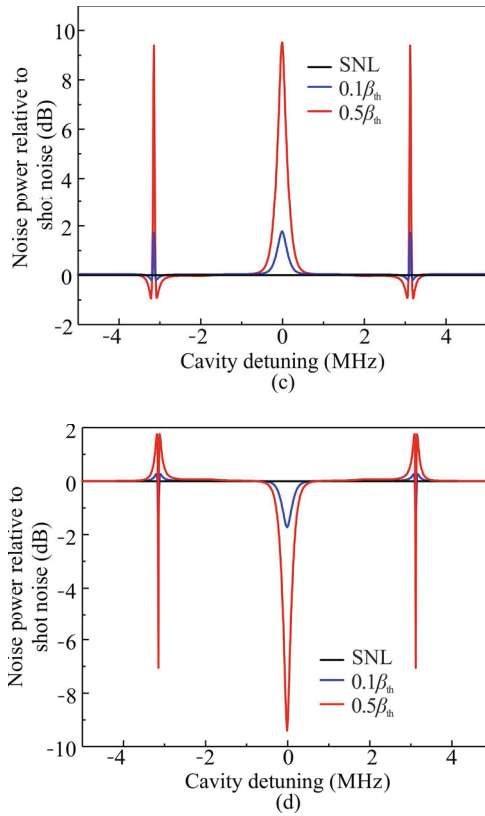 Noise power relative to
shot noise (dB)
10
8
6
4
2
0
-2
SNL
0.1βth
0.5βth
-4 -2 0 2 4
Cavity detuning (MHz)
(c)
Noise power relative to
shot noise (dB)
2
0
-2
-4
-6
-8
-10
SNL
0.1βth
0.5βth
-4 -2 0 2 4
Cavity detuning (MHz)
(d)